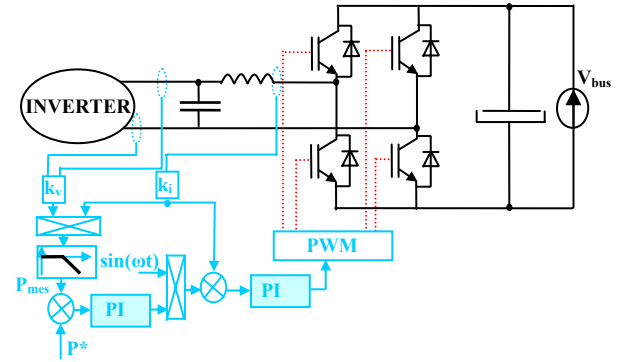 V_bus
INVERTER
k_v
k_i
PWM
sin(ωt)
P_mes
PI
PI
P*